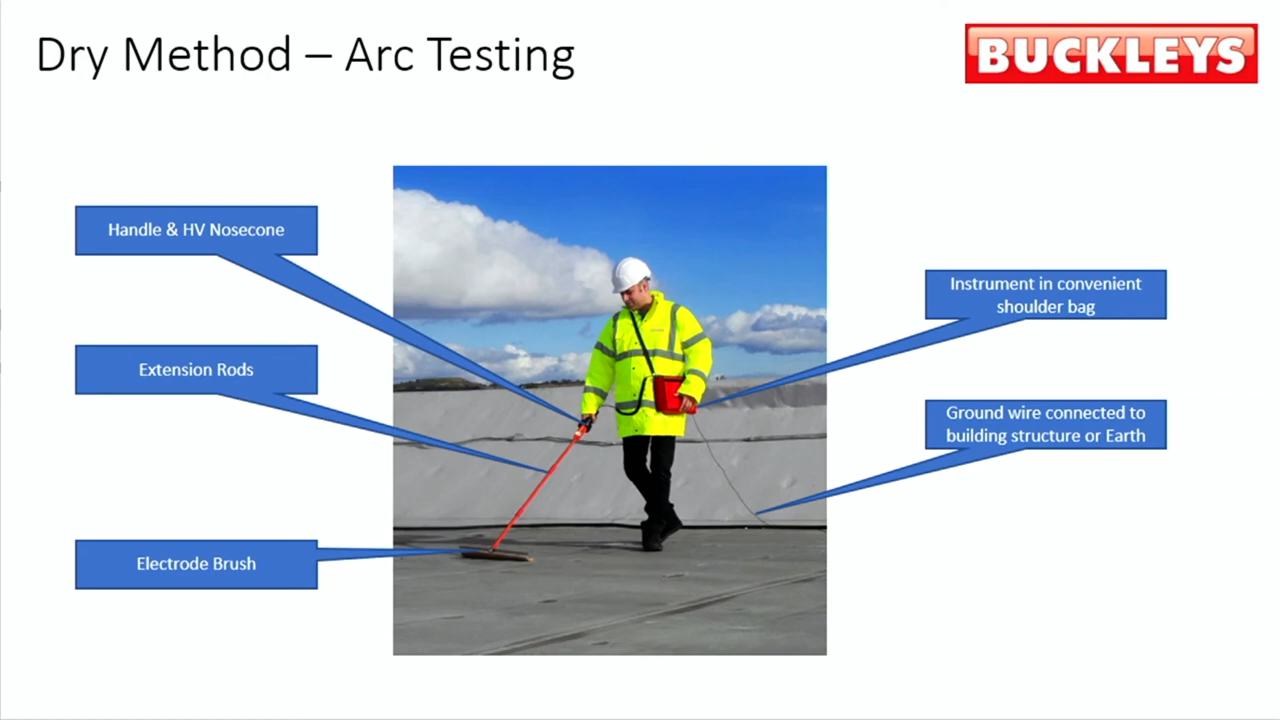 Dry Method – Arc Testing
BUCKLEYS
Handle & HV Nosecone
Extension Rods
Electrode Brush
Instrument in convenient
shoulder bag
Ground wire connected to
building structure or Earth